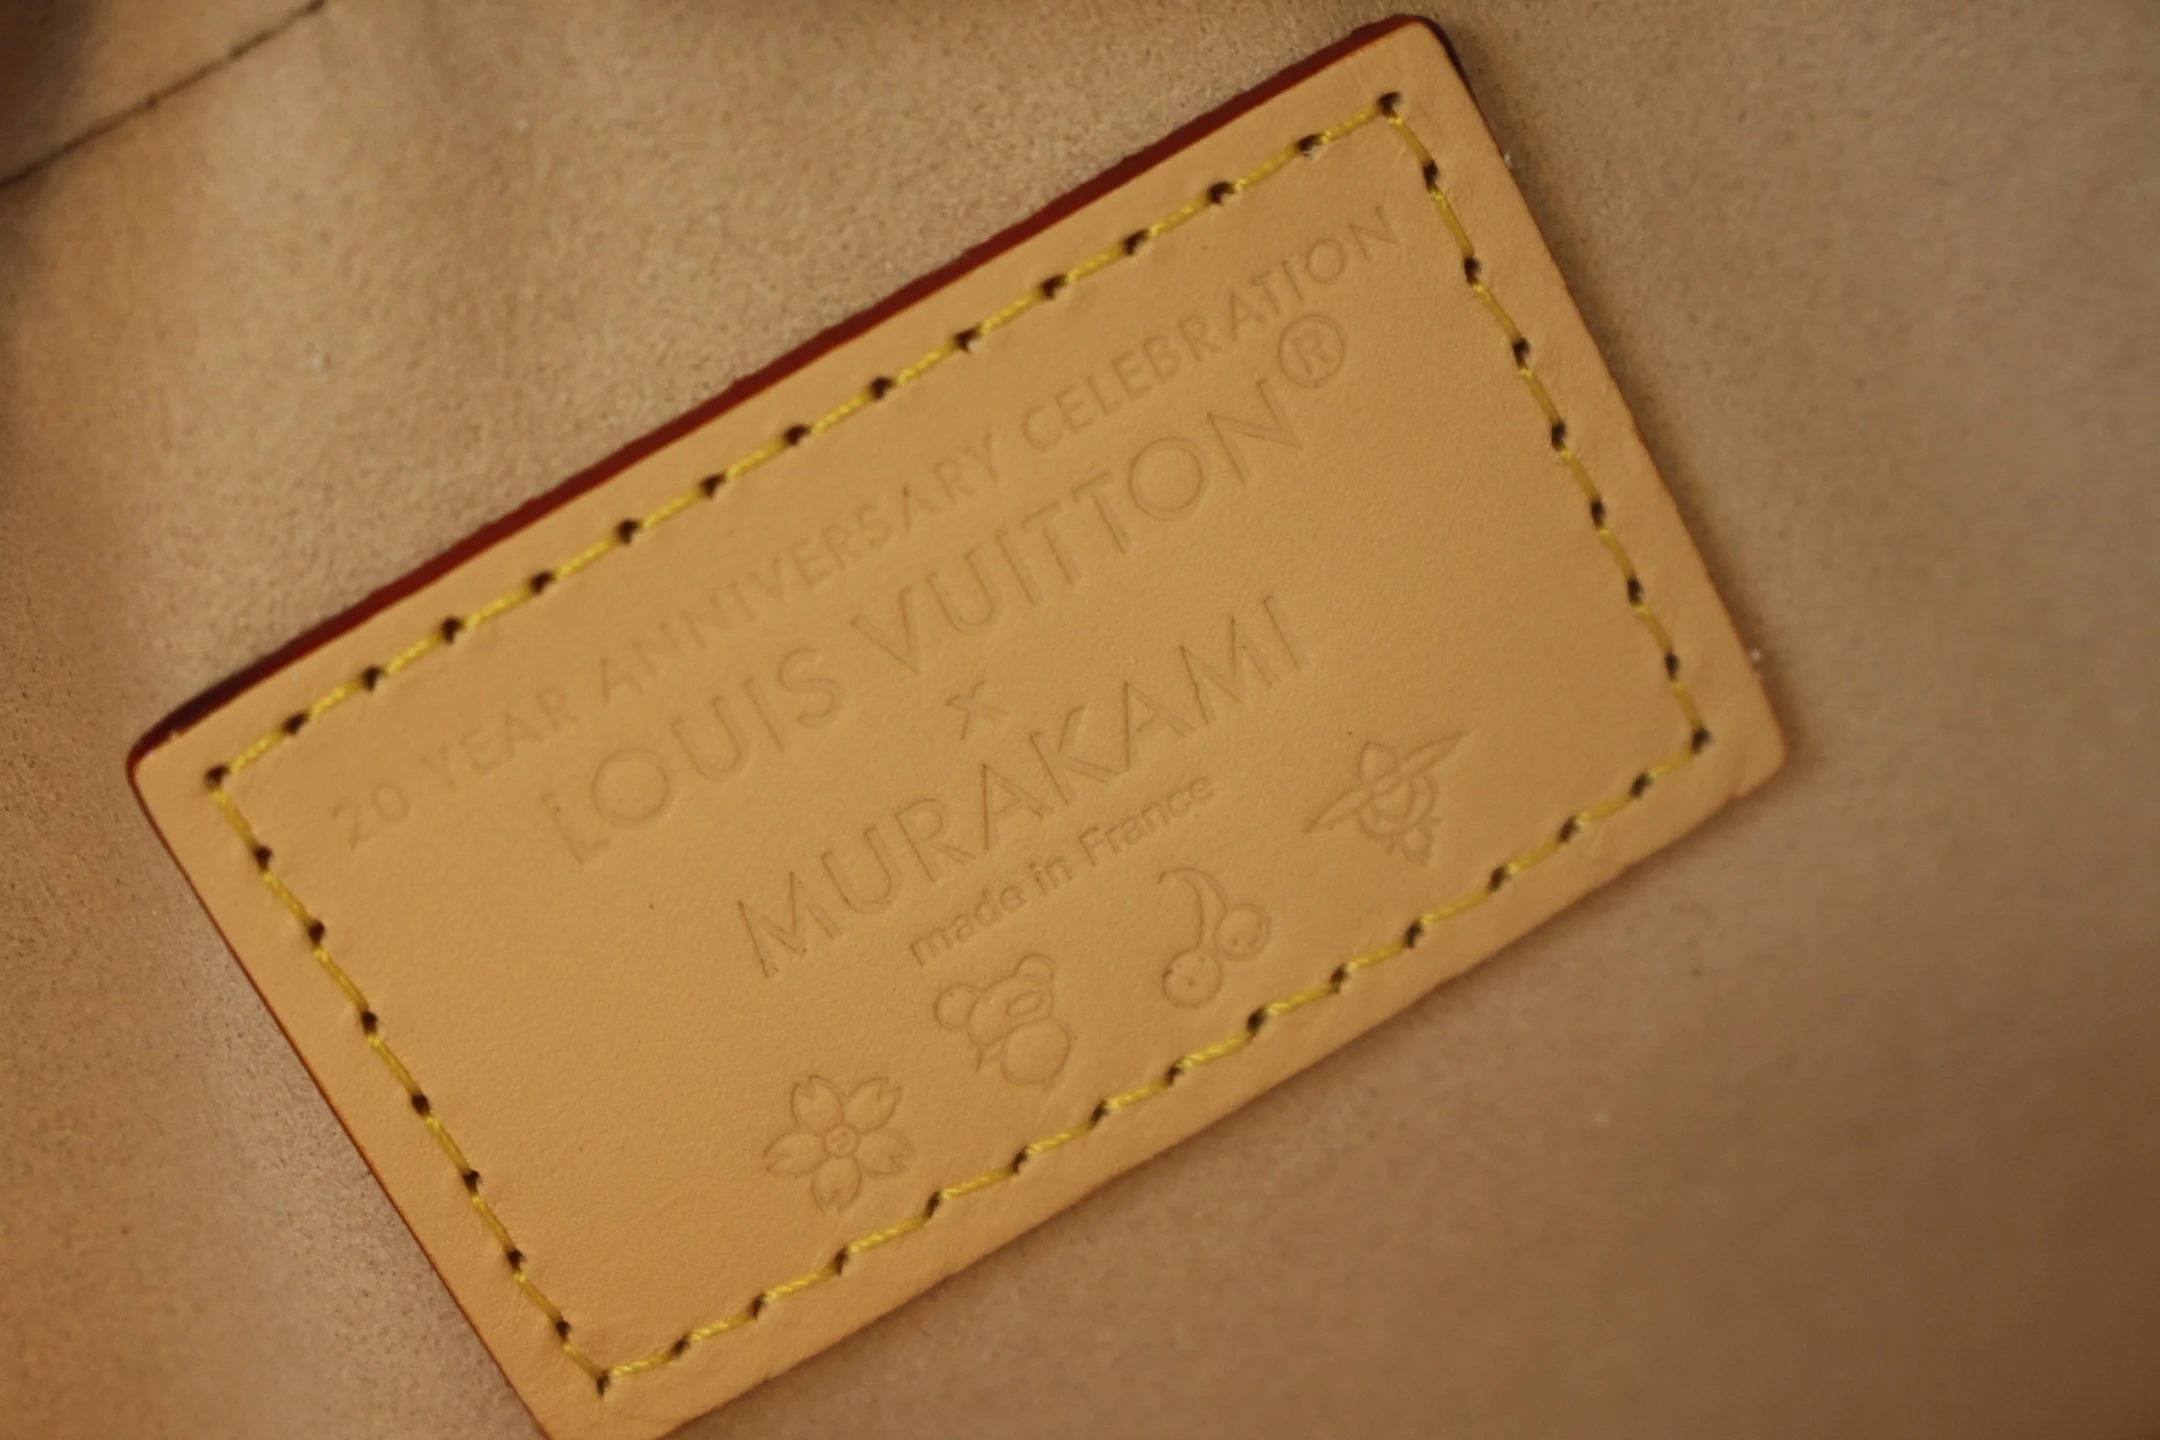 20 YEAR ANNIVERSARY CELEBRATION
LOUIS VUITTON®
x
MURAKAMI
made in France